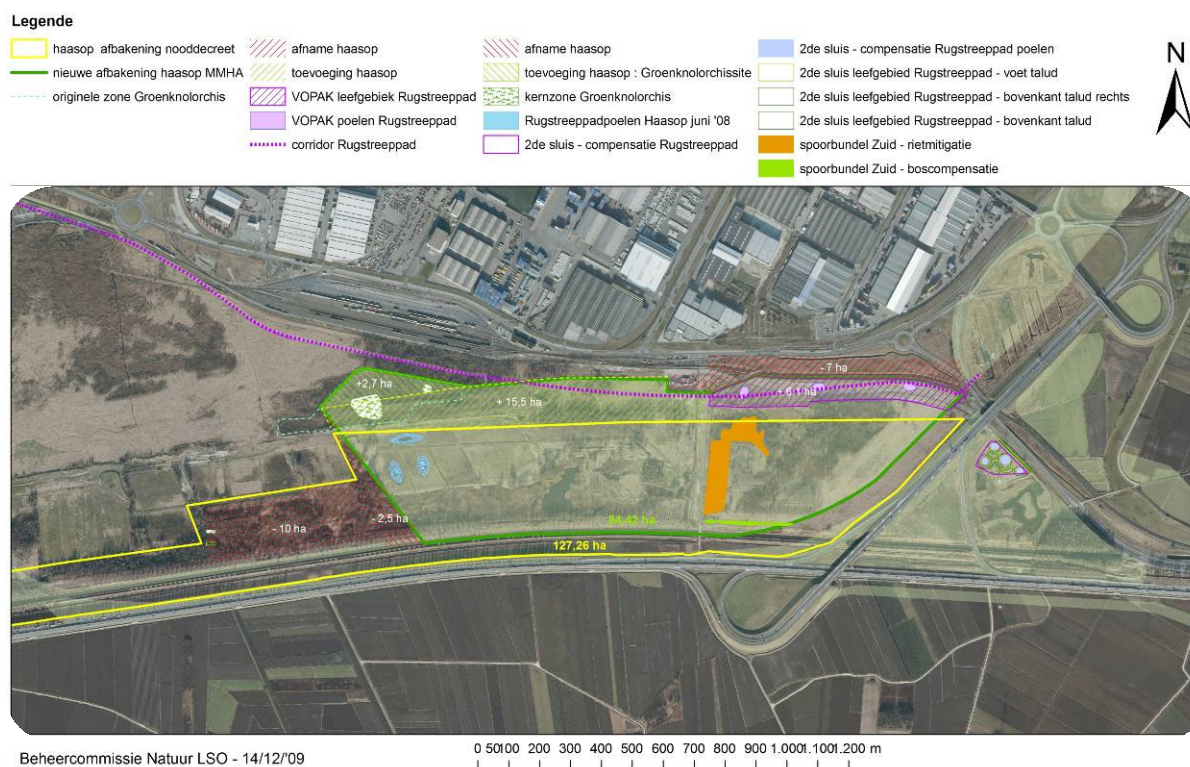 Legende
haasop afbakening nooddecreet
nieuwe afbakening haasop MMHA
originele zone Groenknolorchis
afname haasop
toevoeging haasop
VOPAK leefgebiek Rugstreeppad
VOPAK poelen Rugstreeppad
corridor Rugstreeppad
afname haasop
toevoeging haasop : Groenknolorchissite
kernzone Groenknolorchis
Rugstreeppadpoelen Haasop juni '08
2de sluis - compensatie Rugstreeppad
2de sluis - compensatie Rugstreeppad poelen
2de sluis leefgebied Rugstreeppad - voet talud
2de sluis leefgebied Rugstreeppad - bovenkant talud rechts
2de sluis leefgebied Rugstreeppad - bovenkant talud
spoorbundel Zuid - rietmitigatie
spoorbundel Zuid - boscompensatie
N
- 7 ha
+2,7 ha
+ 15,5 ha
- 2,5 ha
- 10 ha
127,26 ha
Beheercommissie Natuur LSO - 14/12/'09
0 50100 200 300 400 500 600 700 800 900 1.000 1.100 1.200 m